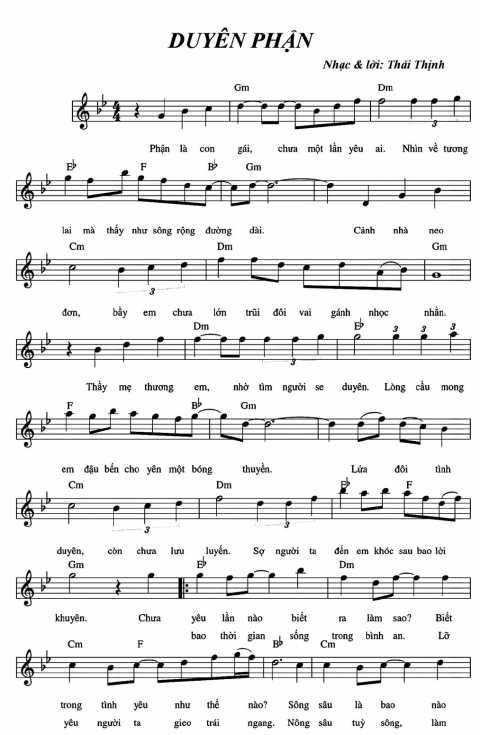 DUYÊN PHẬN
Nhạc & lời: Thái Thịnh
Gm Dm
Phận là con gái, chưa một lần yêu ai. Nhìn về tương
3
Eb F Bb Gm
lai mà thấy như sông rộng đường dài. Cảnh nhà neo
Cm Dm Gm
3 3
đơn, bầy em chưa lớn trĩu đôi vai gánh nhọc nhằn.
Dm Eb 3 3
3
Thầy mẹ thương em, nhờ tìm người se duyên. Lòng cầu mong
F Bb Gm
em đậu bến cho yên một bóng thuyền. Lứa đôi tình
Cm Dm Eb
3
duyên, còn chưa lưu luyến. Sợ người ta đến em khóc sau bao lời
Gm Gm
khuyên. Chưa yêu lần nào biết ra làm sao? Biết
bao thời gian sống trong bình an. Lỡ
Cm F Bb
trong tình yêu như thế nào? Sông sâu là bao nào
yêu người ta gieo trái ngang. Nông sâu tuỳ sông, làm